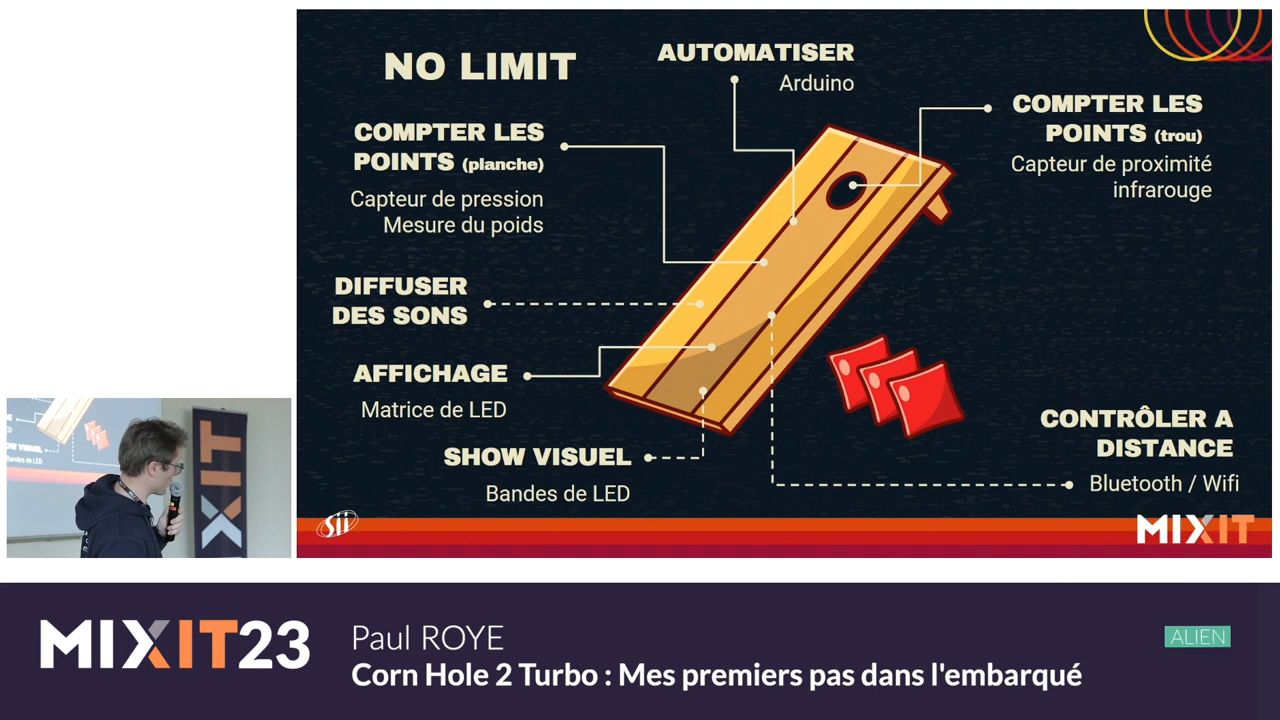 NO LIMIT
AUTOMATISER
Arduino
COMPTER LES
POINTS (trou)
Capteur de proximité
infrarouge
COMPTER LES
POINTS (planche)
Capteur de pression
Mesure du poids
DIFFUSER
DES SONS
AFFICHAGE
Matrice de LED
SHOW VISUEL
Bandes de LED
CONTRÔLER A
DISTANCE
Bluetooth / Wifi
sii
MIXIT
XIT
MIXIT23
Paul ROYE
ALIEN
Corn Hole 2 Turbo : Mes premiers pas dans l'embarqué